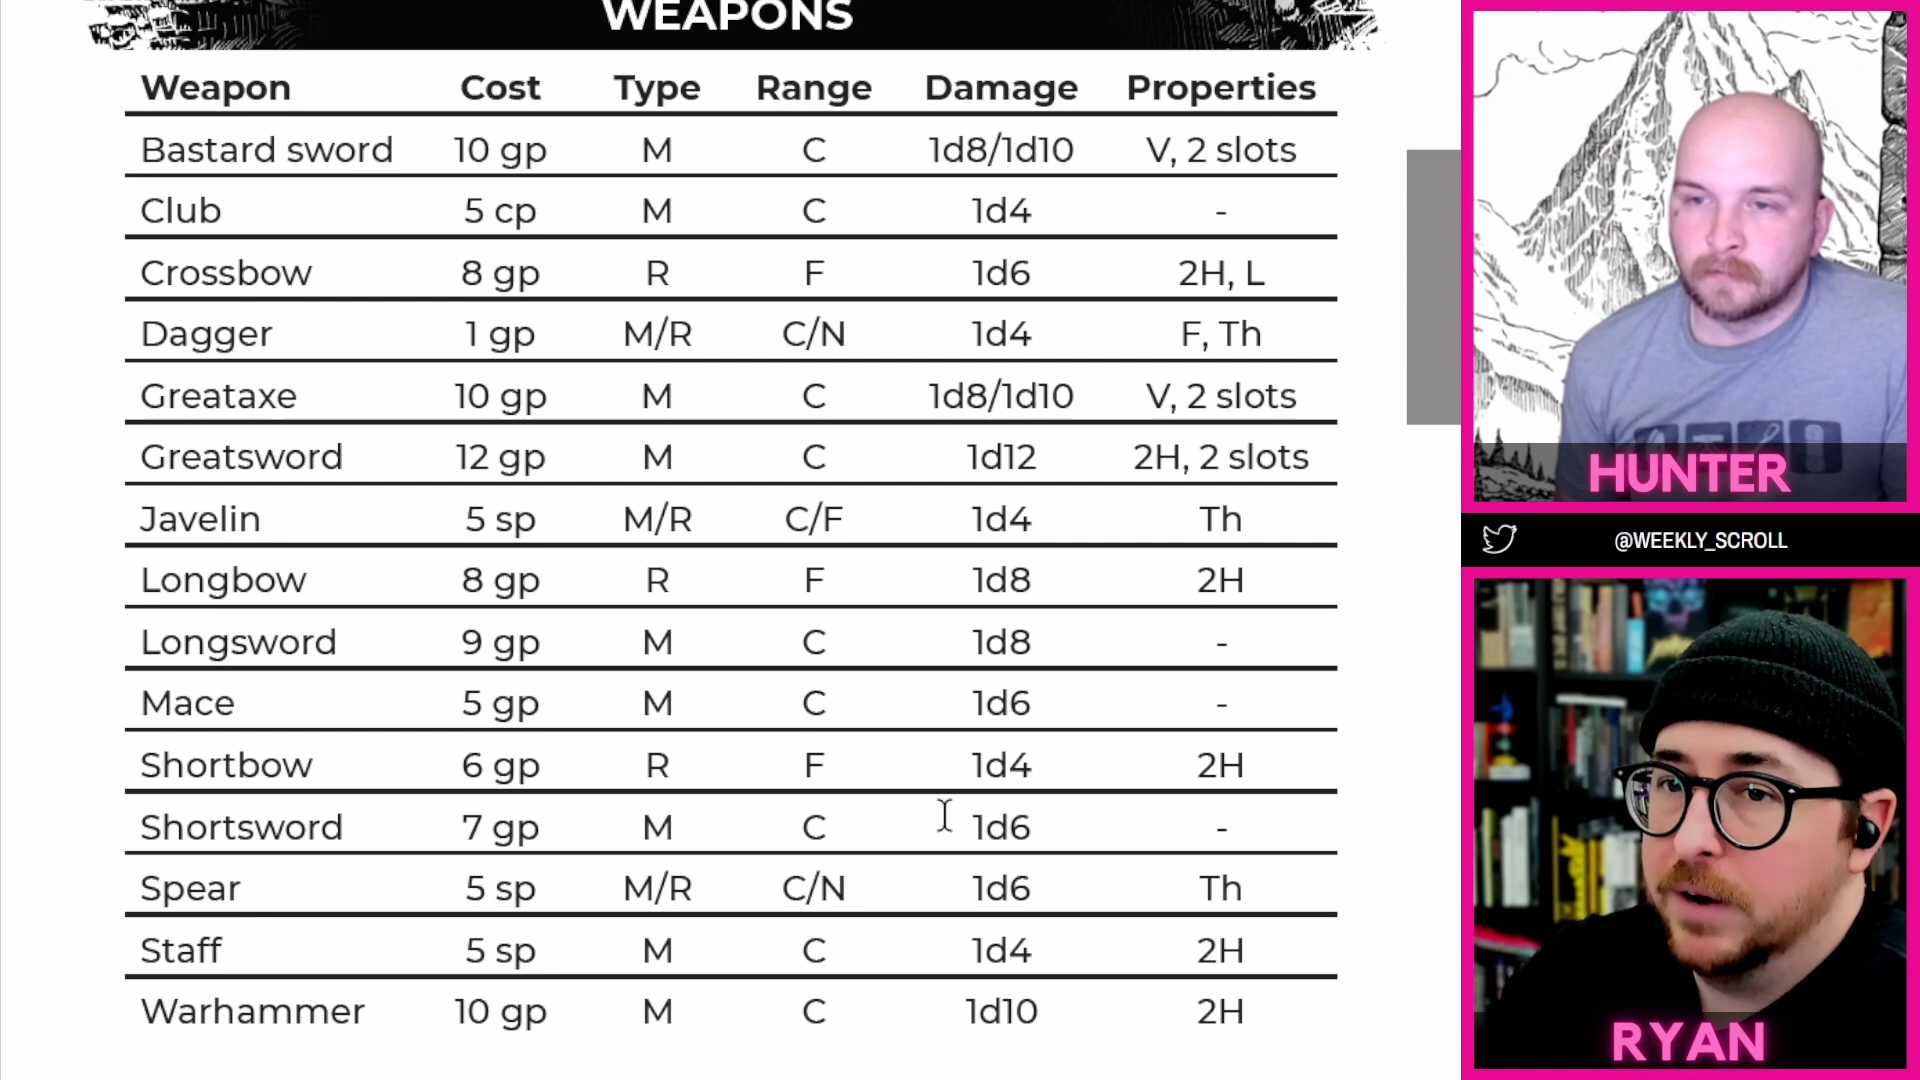 WEAPONS
Weapon Cost Type Range Damage Properties
Bastard sword 10 gp M C 1d8/1d10 V, 2 slots
Club 5 cp M C 1d4 -
Crossbow 8 gp R F 1d6 2H, L
Dagger 1 gp M/R C/N 1d4 F, Th
Greataxe 10 gp M C 1d8/1d10 V, 2 slots
Greatsword 12 gp M C 1d12 2H, 2 slots
Javelin 5 sp M/R C/F 1d4 Th
Longbow 8 gp R F 1d8 2H
Longsword 9 gp M C 1d8 -
Mace 5 gp M C 1d6 -
Shortbow 6 gp R F 1d4 2H
Shortsword 7 gp M C 1d6 -
Spear 5 sp M/R C/N 1d6 Th
Staff 5 sp M C 1d4 2H
Warhammer 10 gp M C 1d10 2H
HUNTER
@WEEKLY_SCROLL
RYAN